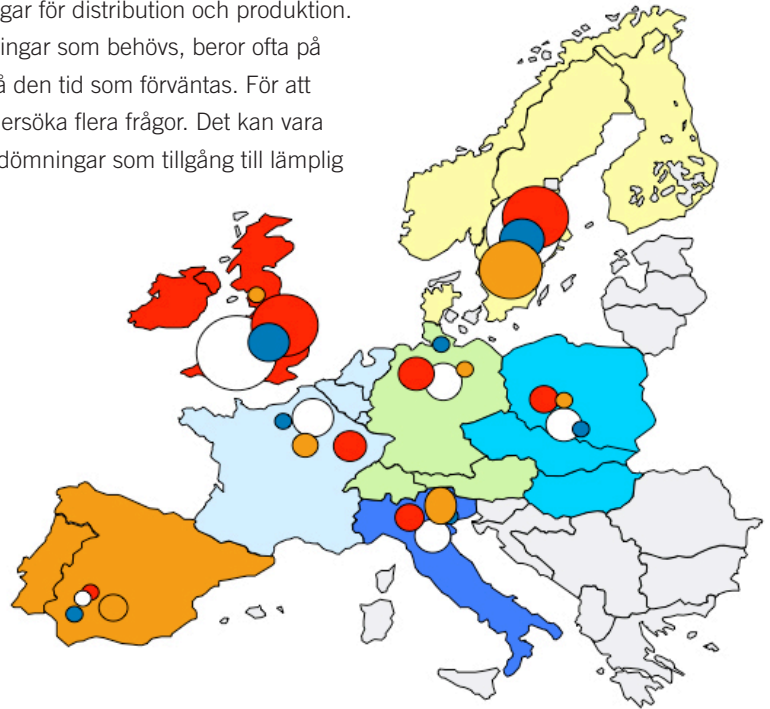 gar för distribution och produktion.
ningar som behövs, beror ofta på
å den tid som förväntas. För att
ersöka flera frågor. Det kan vara
dömningar som tillgång till lämplig